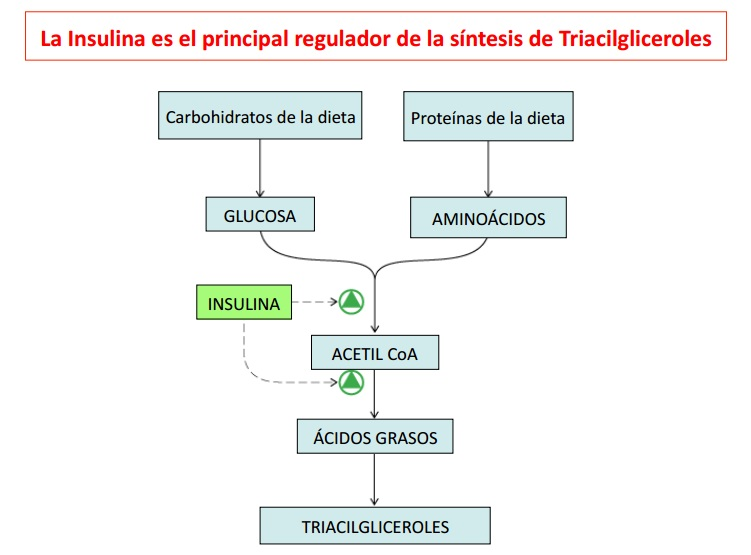 La Insulina es el principal regulador de la síntesis de Triacilgliceroles
Carbohidratos de la dieta
Proteínas de la dieta
GLUCOSA
AMINOÁCIDOS
INSULINA
ACETIL CoA
ÁCIDOS GRASOS
TRIACILGLICEROLES